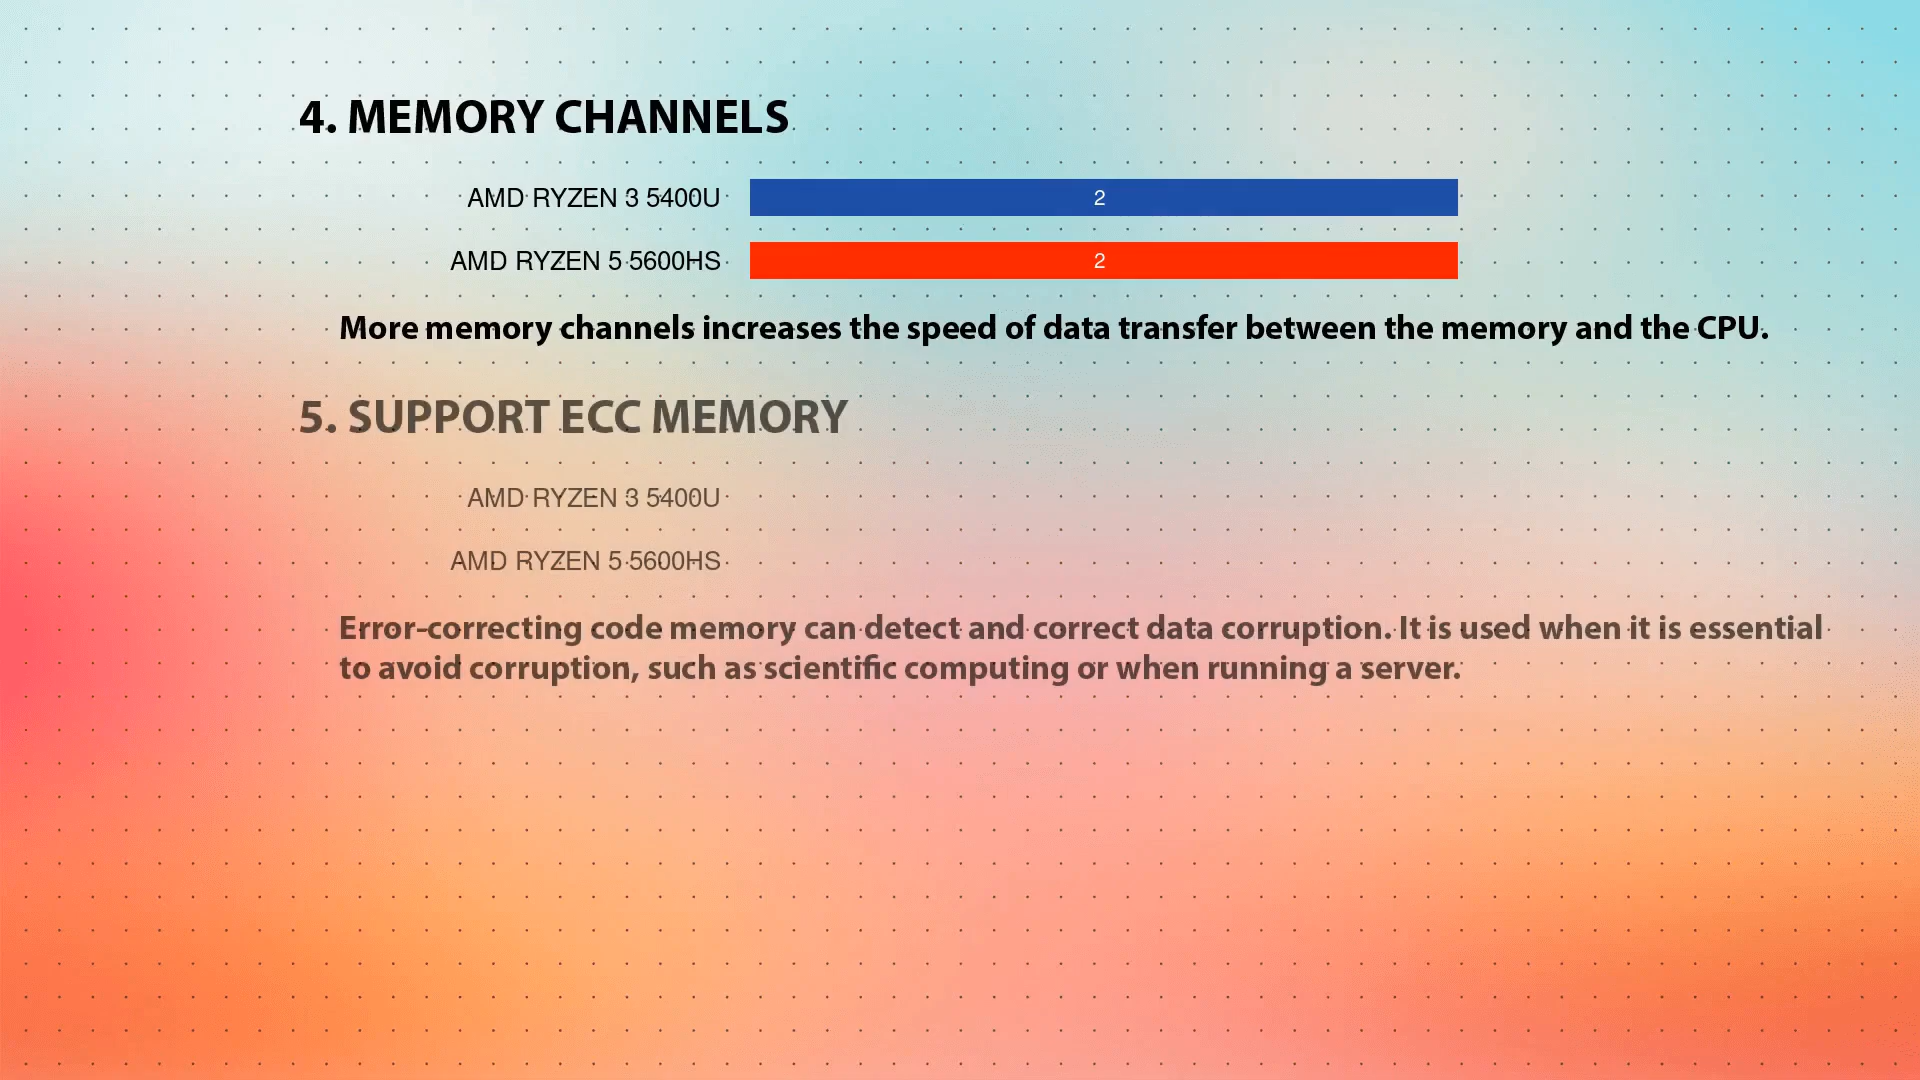 4. MEMORY CHANNELS
AMD RYZEN 3 5400U
2
AMD RYZEN 5 5600HS
2
More memory channels increases the speed of data transfer between the memory and the CPU.
5. SUPPORT ECC MEMORY
AMD RYZEN 3 5400U
AMD RYZEN 5 5600HS
Error-correcting code memory can detect and correct data corruption. It is used when it is essential
to avoid corruption, such as scientific computing or when running a server.